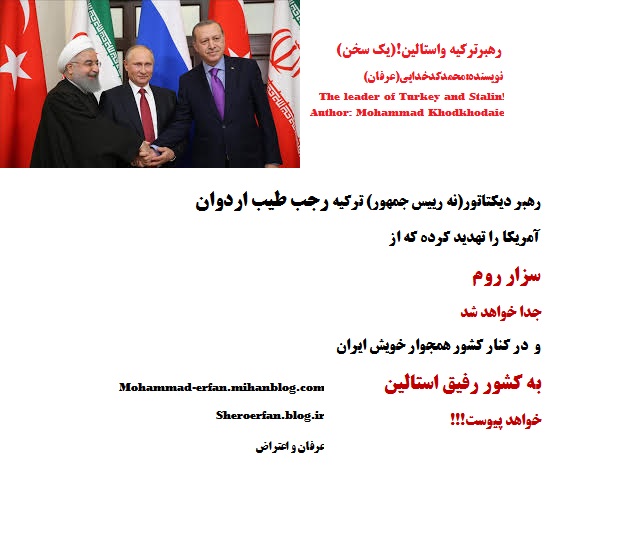 رهبرترکیه واستالین!(یک سخن)
نویسنده:محمدکدخدایی(عرفان)
The leader of Turkey and Stalin!
Author: Mohammad Khodkhodaie
رهبر دیکتاتور(نه رییس جمهور) ترکیه رجب طیب اردوان
آمریکا را تهدید کرده که از
سزار روم
جدا خواهد شد
و در کنار کشور همجوار خویش ایران
به کشور رفیق استالین
خواهد پیوست!!!
Mohammad-erfan.mihanblog.com
Sheroerfan.blog.ir
عرفان و اعتراض